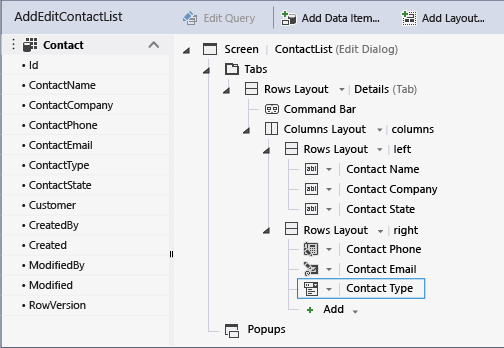 AddEditContactList
Edit Query
Add Data Item...
Add Layout...
Contact
Id
ContactName
ContactCompany
ContactPhone
ContactEmail
ContactType
ContactState
Customer
CreatedBy
Created
ModifiedBy
Modified
RowVersion
Screen | ContactList (Edit Dialog)
Tabs
Rows Layout | Details (Tab)
Command Bar
Columns Layout | columns
Rows Layout | left
abl | Contact Name
abl | Contact Company
abl | Contact State
Rows Layout | right
Contact Phone
Contact Email
Contact Type
+ Add
Popups